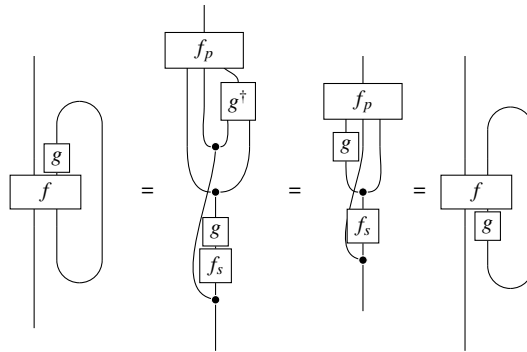 g
f
=
f_p
g^†
g
f_s
=
f_p
g
f_s
=
f
g